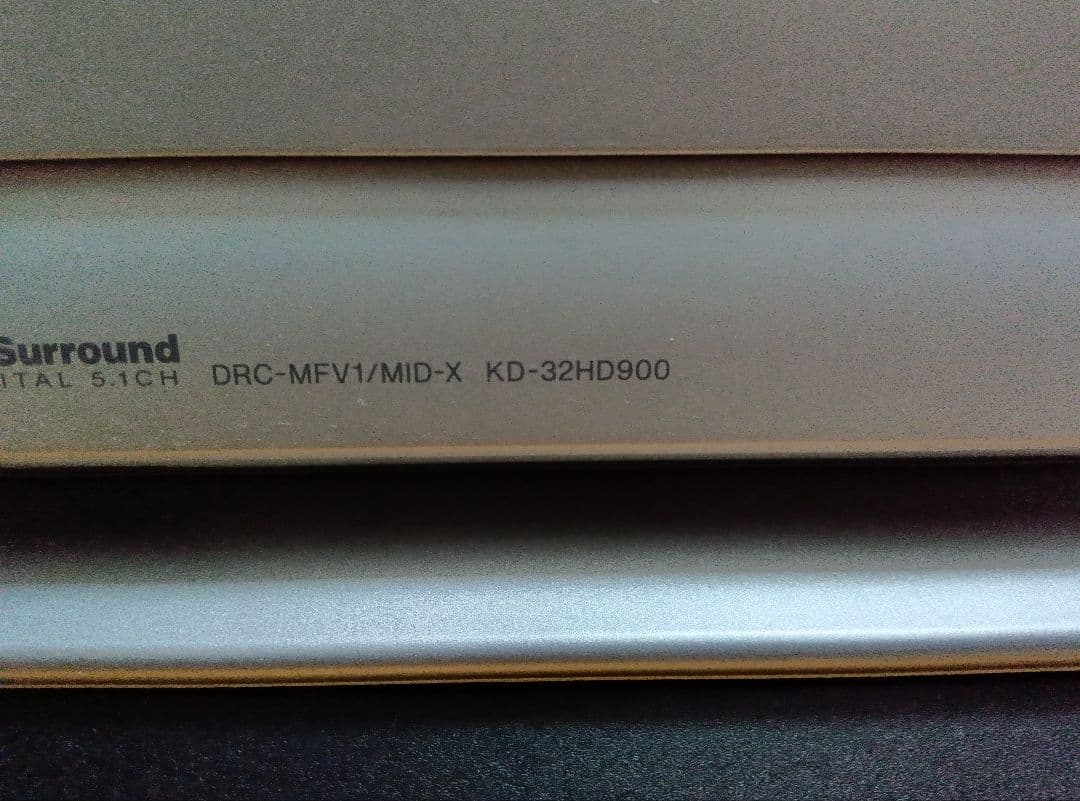 Surround
ITAL 5.1CH
DRC-MFV1/MID-X KD-32HD900